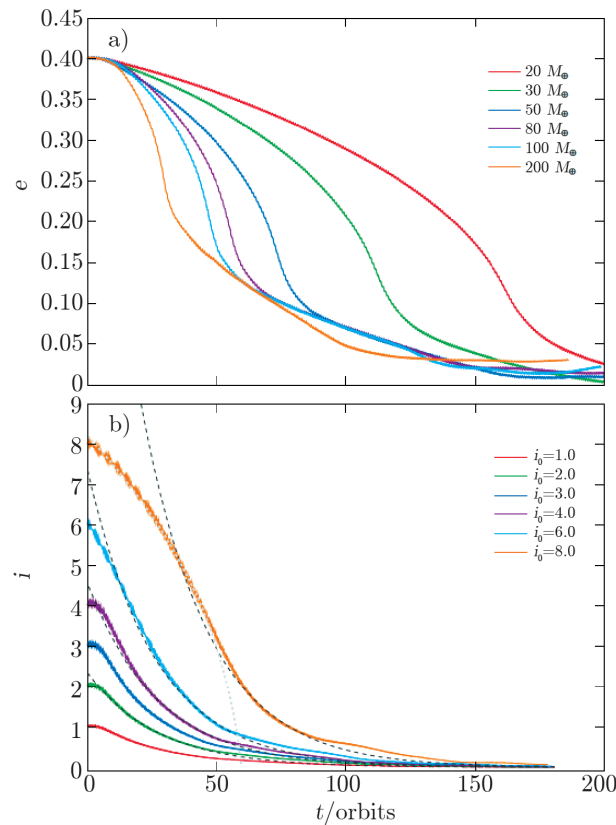 0.45
a)
0.40
20 M⊕
0.35
30 M⊕
50 M⊕
0.30
80 M⊕
100 M⊕
0.25
200 M⊕
e
0.20
0.15
0.10
0.05
0
9
b)
8
i₀=1.0
7
i₀=2.0
i₀=3.0
6
i₀=4.0
i₀=6.0
5
i₀=8.0
i
4
3
2
1
0 50 100 150 200
t/orbits